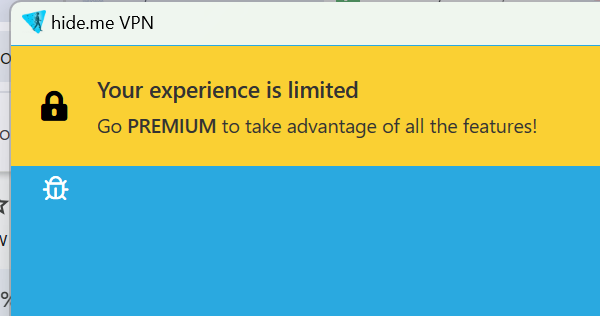 hide.me VPN
Your experience is limited
Go PREMIUM to take advantage of all the features!